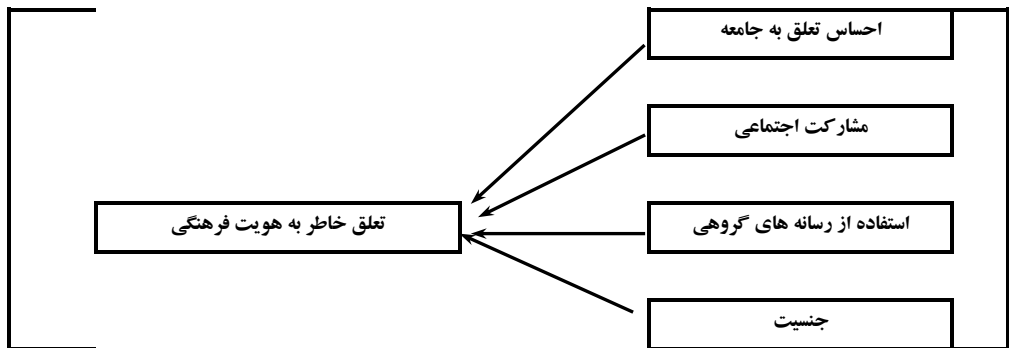 احساس تعلق به جامعه
مشارکت اجتماعی
تعلق خاطر به هویت فرهنگی
استفاده از رسانه های گروهی
جنسیت